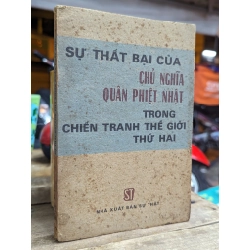 SỰ THẤT BẠI CỦA
CHỦ NGHĨA
QUÂN PHIỆT NHẬT
TRONG
CHIẾN TRANH THẾ GIỚI
THỨ HAI
ST
NHÀ XUẤT BẢN SỰ THẬT